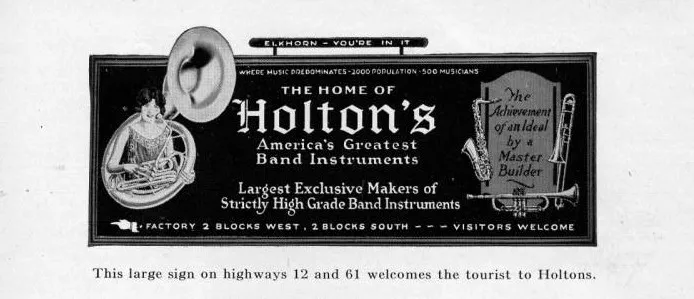 ELKHORN - YOU'RE IN IT
WHERE MUSIC PREDOMINATES - 2000 POPULATION - 500 MUSICIANS
THE HOME OF
Holton's
America's Greatest
Band Instruments
Largest Exclusive Makers of
Strictly High Grade Band Instruments
The
Achievement
of an Ideal
by a
Master
Builder
FACTORY 2 BLOCKS WEST, 2 BLOCKS SOUTH - - - VISITORS WELCOME
This large sign on highways 12 and 61 welcomes the tourist to Holtons.